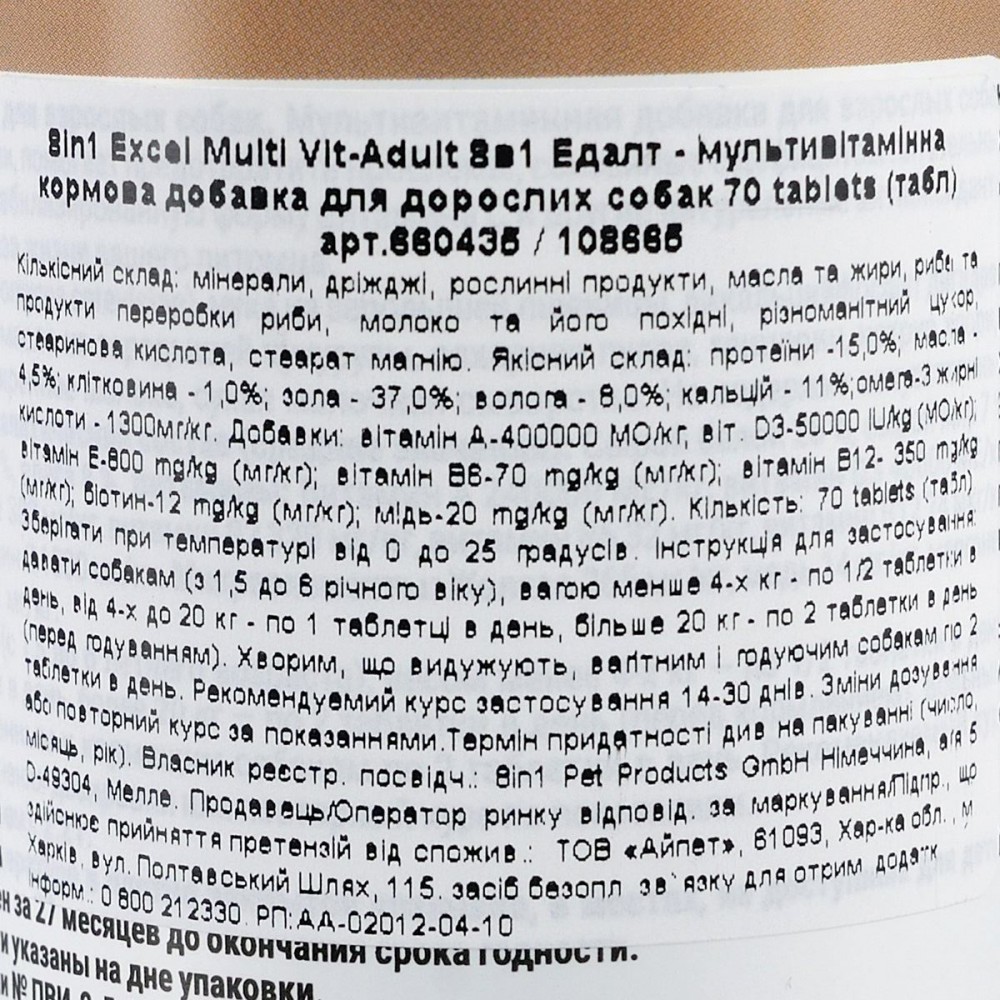 8in1 Excel Multi Vit-Adult 8в1 Едалт - мультивітамінна
кормова добавка для дорослих собак 70 tablets (табл)
арт.660435 / 108665
Кількісний склад: мінерали, дріжджі, рослинні продукти, масла та жири, риба та
продукти переробки риби, молоко та його похідні, різноманітний цукор,
стеаринова кислота, стеарат магнію. Якісний склад: протеїни -15,0%; масла -
4,5%; клітковина - 1,0%; зола - 37,0%; волога - 8,0%; кальцій - 11%; омега-3 жирні
кислоти - 1300мг/кг. Добавки: вітамін А-400000 МО/кг, віт. D3-50000 IU/kg (МО/кг);
вітамін Е-600 mg/kg (мг/кг); вітамін В6-70 mg/kg (мг/кг); вітамін В12- 350 mg/kg
(мг/кг); біотин-12 mg/kg (мг/кг); мідь-20 mg/kg (мг/кг). Кількість: 70 tablets (табл)
Зберігати при температурі від 0 до 25 градусів. Інструкція для застосування:
давати собакам (з 1,5 до 6 річного віку), вагою менше 4-х кг - по 1/2 таблетки в
день, від 4-х до 20 кг - по 1 таблетці в день, більше 20 кг - по 2 таблетки в день
(перед годуванням). Хворим, що видужують, вагітним і годуючим собакам по 2
таблетки в день. Рекомендуемий курс застосування 14-30 днів. Зміни дозування
або повторний курс за показаннями.Термін придатності див на пакуванні (число,
місяць, рік). Власник реєстр. посвідч.: 8in1 Pet Products GmbH Німеччина, а/я 5
D-49304, Мелле. Продавець/Оператор ринку відповід. за маркування/Підпр., що
здійснює прийняття претензій від спожив.: ТОВ «Айпет», 61093, Хар-ка обл., м
Харків, вул. Полтавський Шлях, 115. засіб безопл зв`язку для отрим. додатк.
інформ.: 0 800 212330. РП:АА-02012-04-10
за 27 месяцев до окончания срока годности.
и указаны на дне упаковки.